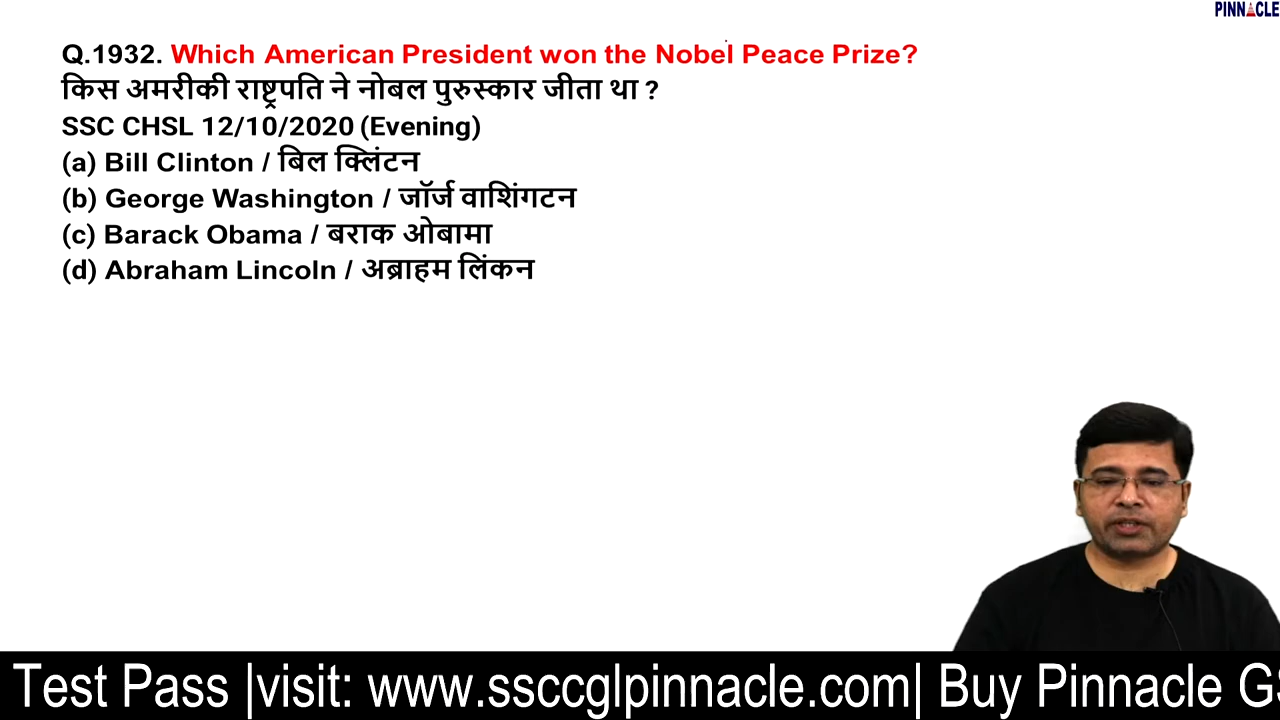 PINNACLE
Q.1932. Which American President won the Nobel Peace Prize?
किस अमरीकी राष्ट्रपति ने नोबल पुरुस्कार जीता था ?
SSC CHSL 12/10/2020 (Evening)
(a) Bill Clinton / बिल क्लिंटन
(b) George Washington / जॉर्ज वाशिंगटन
(c) Barack Obama / बराक ओबामा
(d) Abraham Lincoln / अब्राहम लिंकन
Test Pass |visit: www.ssccglpinnacle.com| Buy Pinnacle